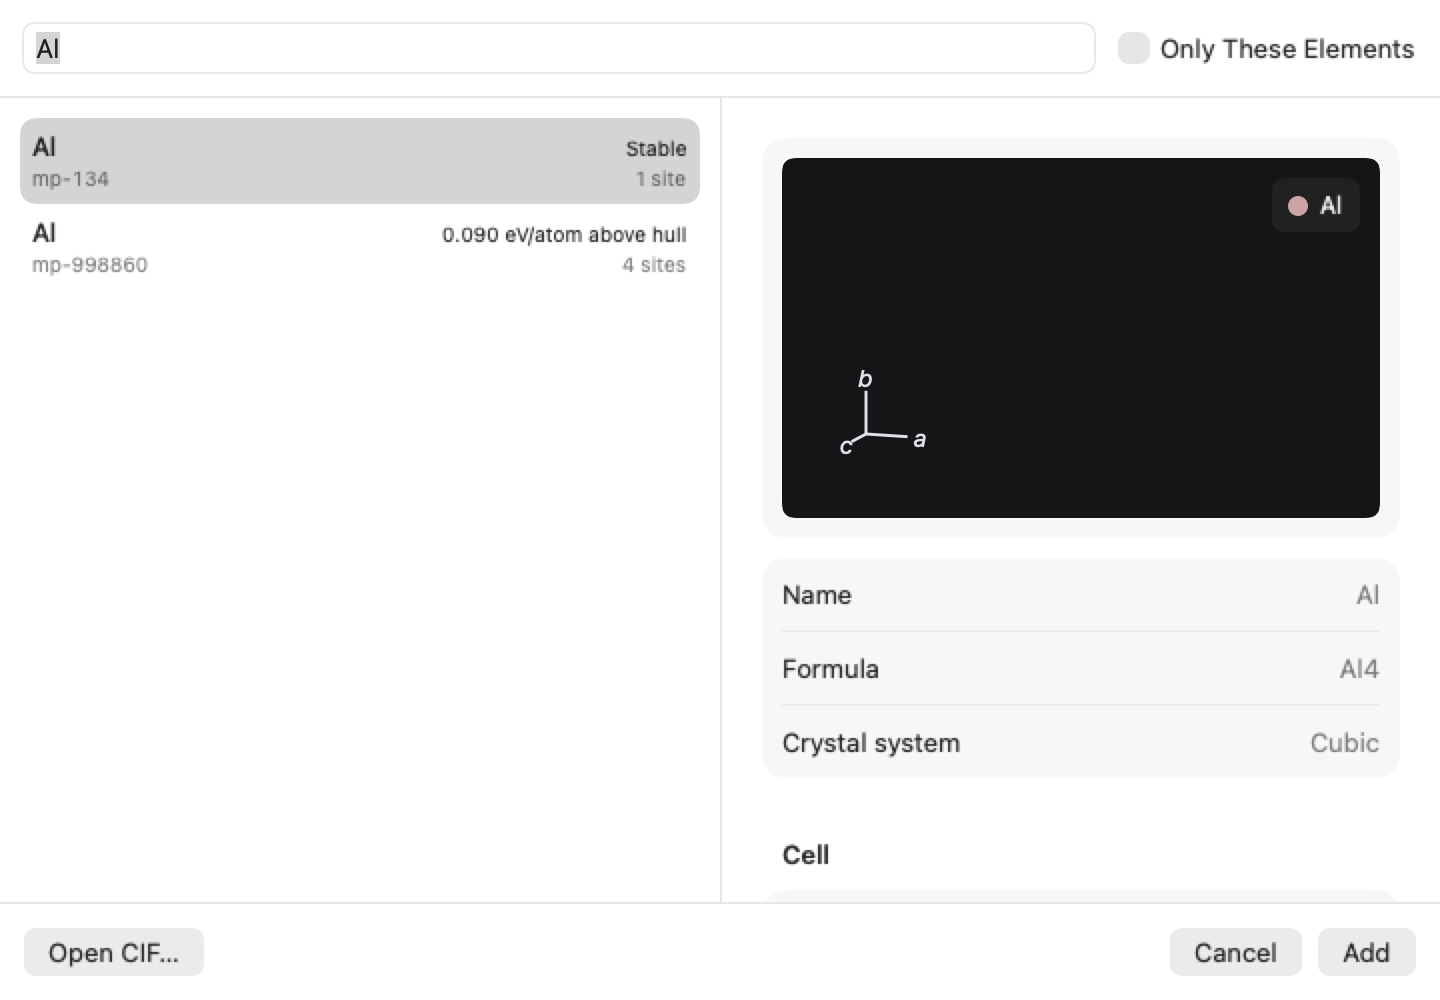 Al
Only These Elements
Al
Stable
mp-134
1 site
Al
0.090 eV/atom above hull
mp-998860
4 sites
Al
b
c
a
Name
Al
Formula
Al4
Crystal system
Cubic
Cell
Open CIF...
Cancel
Add